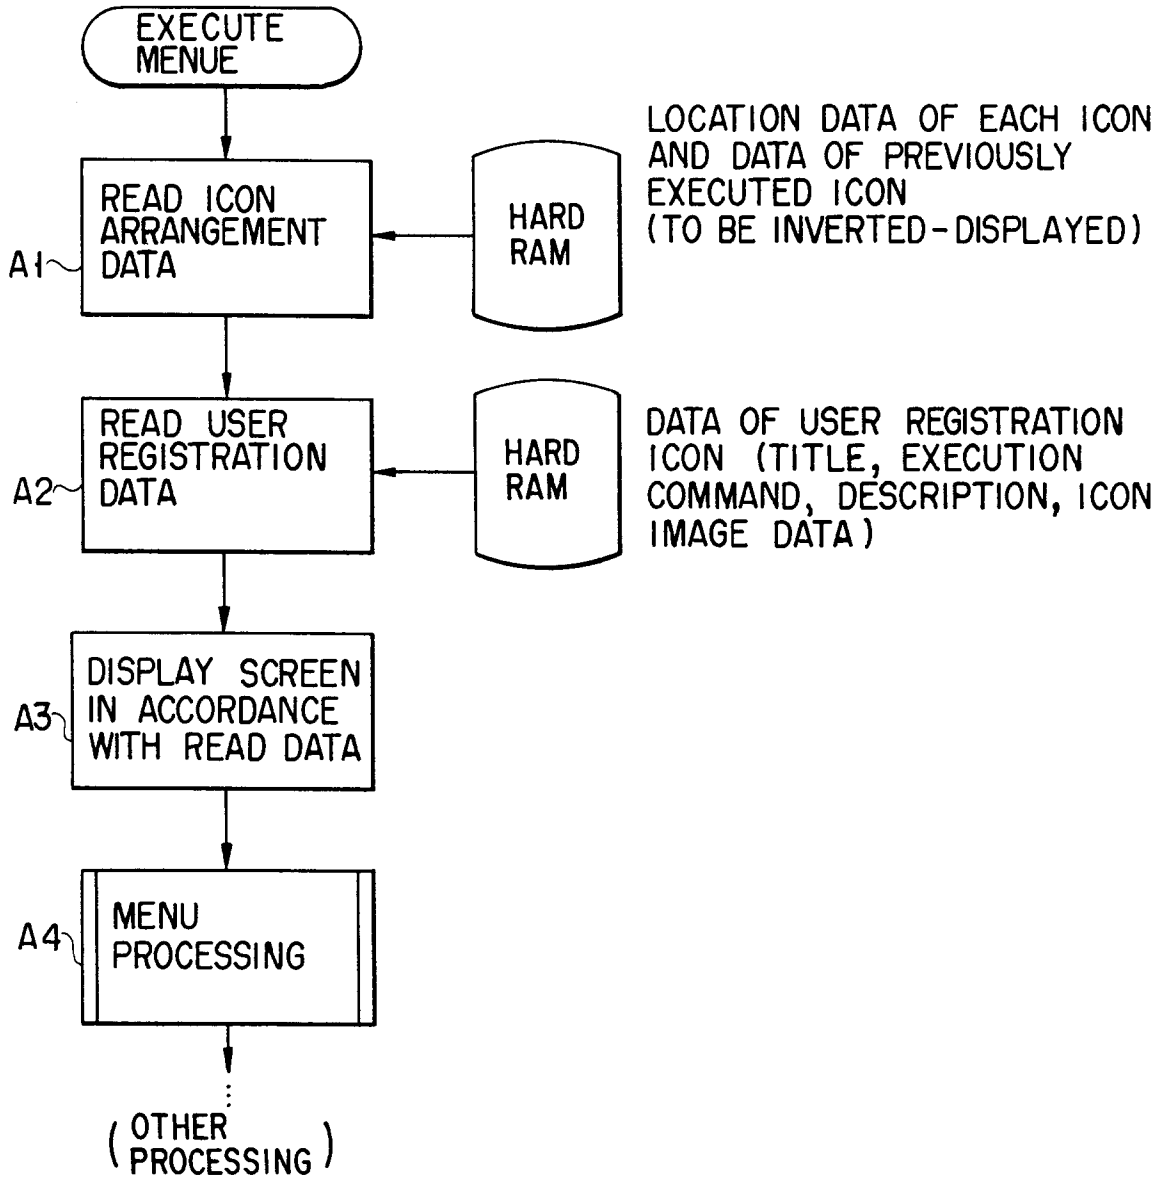 EXECUTE
MENUE
READ ICON
ARRANGEMENT
DATA
A1
HARD
RAM
LOCATION DATA OF EACH ICON
AND DATA OF PREVIOUSLY
EXECUTED ICON
(TO BE INVERTED-DISPLAYED)
READ USER
REGISTRATION
DATA
A2
HARD
RAM
DATA OF USER REGISTRATION
ICON (TITLE, EXECUTION
COMMAND, DESCRIPTION, ICON
IMAGE DATA)
DISPLAY SCREEN
IN ACCORDANCE
WITH READ DATA
A3
MENU
PROCESSING
A4
(OTHER
PROCESSING)